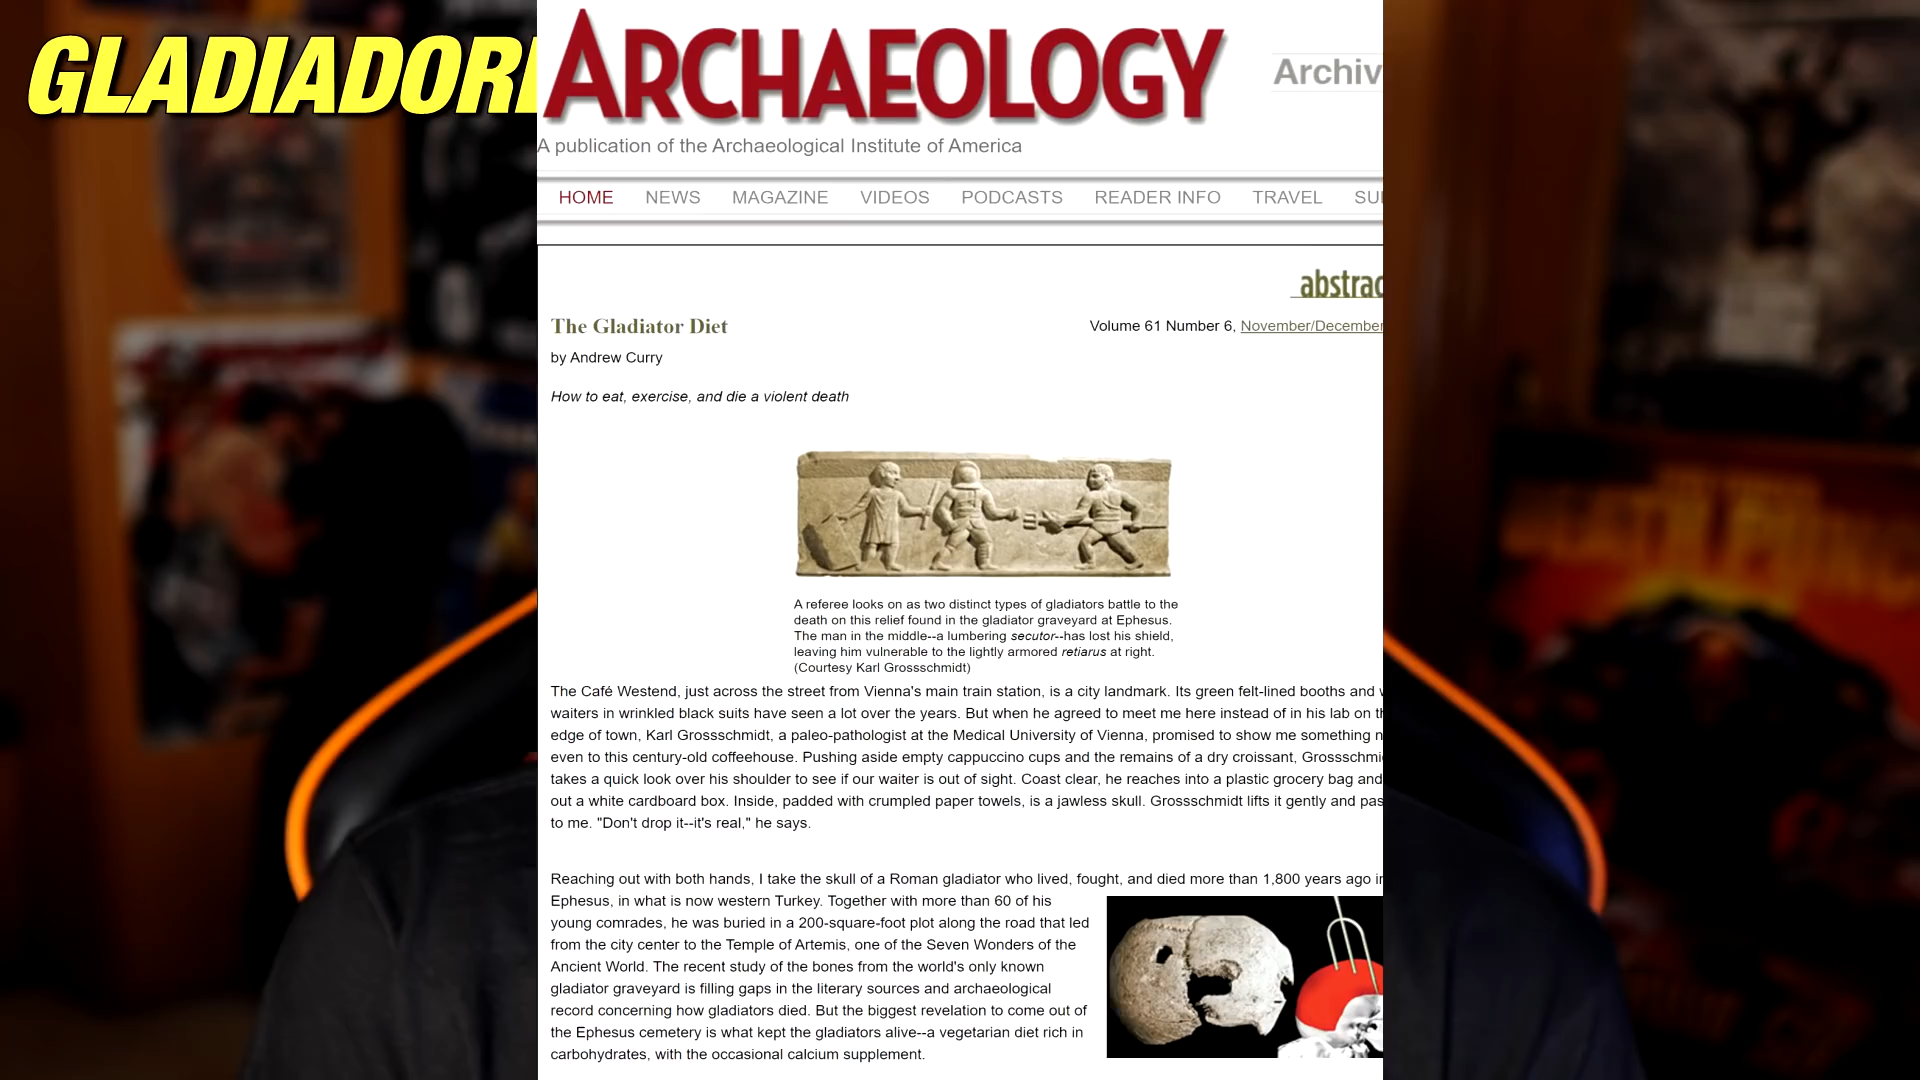 GLADIADOR
ARCHAEOLOGY
Archiv
A publication of the Archaeological Institute of America
HOME NEWS MAGAZINE VIDEOS PODCASTS READER INFO TRAVEL SU
abstrac
The Gladiator Diet
Volume 61 Number 6, November/December
by Andrew Curry
How to eat, exercise, and die a violent death
A referee looks on as two distinct types of gladiators battle to the
death on this relief found in the gladiator graveyard at Ephesus.
The man in the middle--a lumbering secutor--has lost his shield,
leaving him vulnerable to the lightly armored retiarus at right.
(Courtesy Karl Grossschmidt)
The Café Westend, just across the street from Vienna's main train station, is a city landmark. Its green felt-lined booths and
waiters in wrinkled black suits have seen a lot over the years. But when he agreed to meet me here instead of in his lab on th
edge of town, Karl Grossschmidt, a paleo-pathologist at the Medical University of Vienna, promised to show me something n
even to this century-old coffeehouse. Pushing aside empty cappuccino cups and the remains of a dry croissant, Grossschmi
takes a quick look over his shoulder to see if our waiter is out of sight. Coast clear, he reaches into a plastic grocery bag and
out a white cardboard box. Inside, padded with crumpled paper towels, is a jawless skull. Grossschmidt lifts it gently and pas
to me. "Don't drop it--it's real," he says.
Reaching out with both hands, I take the skull of a Roman gladiator who lived, fought, and died more than 1,800 years ago in
Ephesus, in what is now western Turkey. Together with more than 60 of his
young comrades, he was buried in a 200-square-foot plot along the road that led
from the city center to the Temple of Artemis, one of the Seven Wonders of the
Ancient World. The recent study of the bones from the world's only known
gladiator graveyard is filling gaps in the literary sources and archaeological
record concerning how gladiators died. But the biggest revelation to come out of
the Ephesus cemetery is what kept the gladiators alive--a vegetarian diet rich in
carbohydrates, with the occasional calcium supplement.